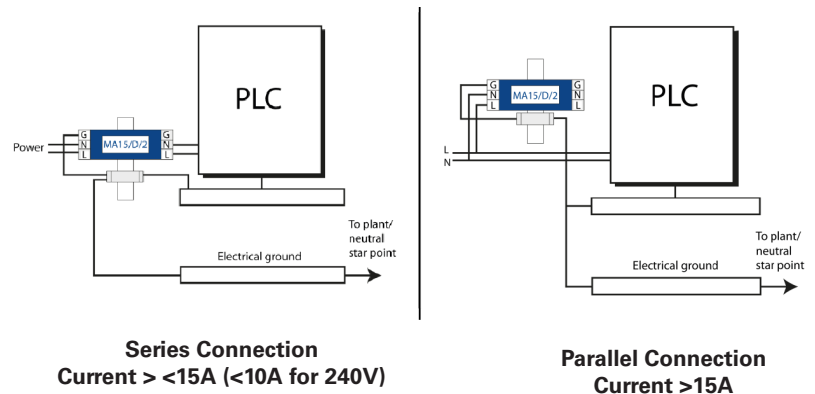 PLC
Power
G
N
L
MA15/D/2
G
N
L
To plant/
neutral
star point
Electrical ground
Series Connection
Current > <15A (<10A for 240V)
PLC
G
N
L
MA15/D/2
G
N
L
L
N
To plant/
neutral
star point
Electrical ground
Parallel Connection
Current >15A